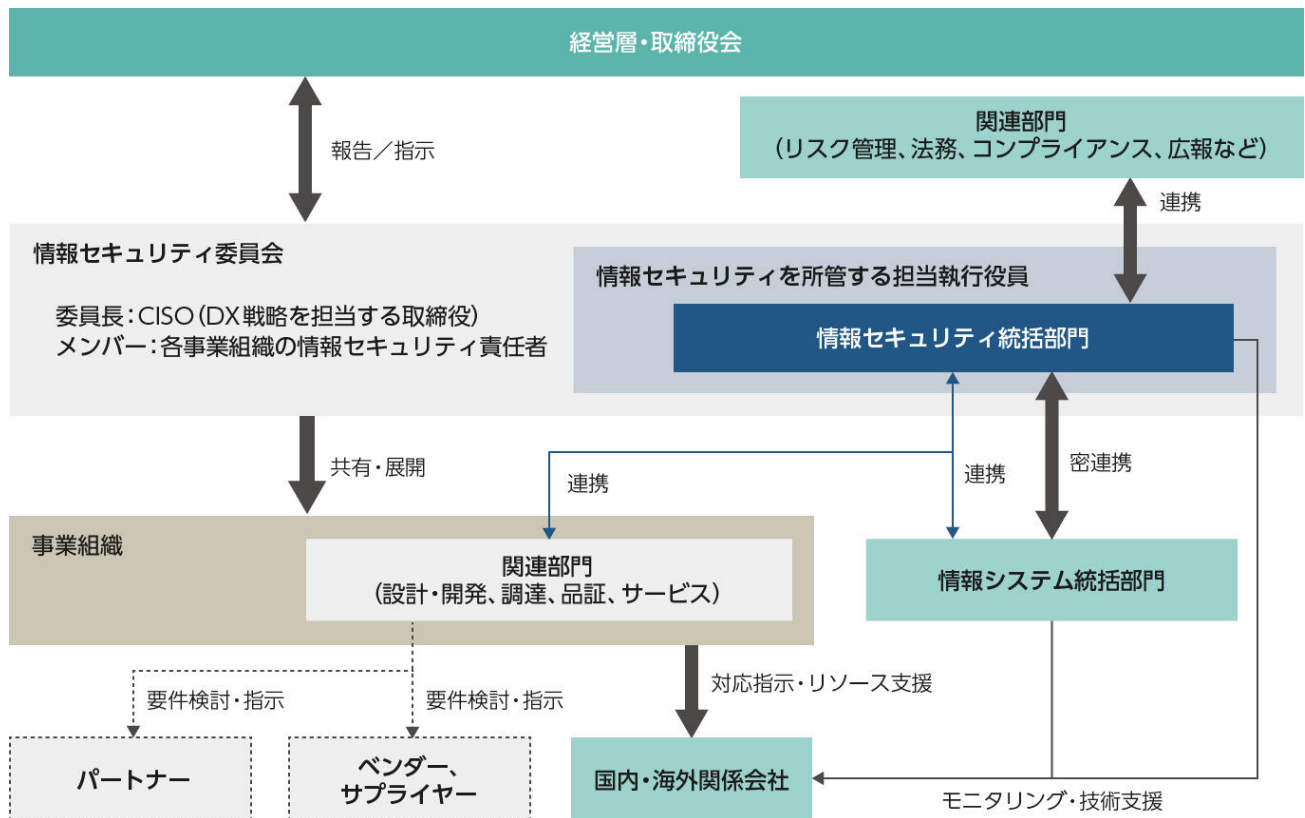 経営層・取締役会
関連部門
（リスク管理、法務、コンプライアンス、広報など）
報告／指示
連携
情報セキュリティ委員会
情報セキュリティを所管する担当執行役員
委員長：CISO（DX戦略を担当する取締役）
メンバー：各事業組織の情報セキュリティ責任者
情報セキュリティ統括部門
共有・展開
連携
連携
密連携
事業組織
関連部門
（設計・開発、調達、品証、サービス）
情報システム統括部門
要件検討・指示
要件検討・指示
対応指示・リソース支援
パートナー
ベンダー、
サプライヤー
国内・海外関係会社
モニタリング・技術支援